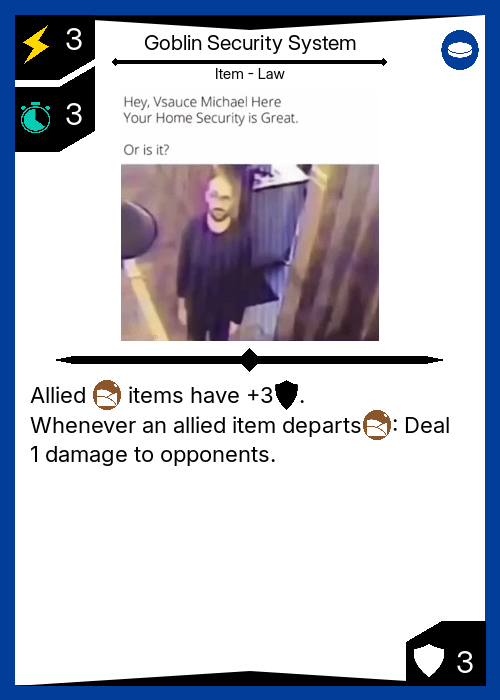 3
Goblin Security System
Item - Law
3
Hey, Vsauce Michael Here
Your Home Security is Great.
Or is it?
Allied items have +3.
Whenever an allied item departs: Deal
1 damage to opponents.
3